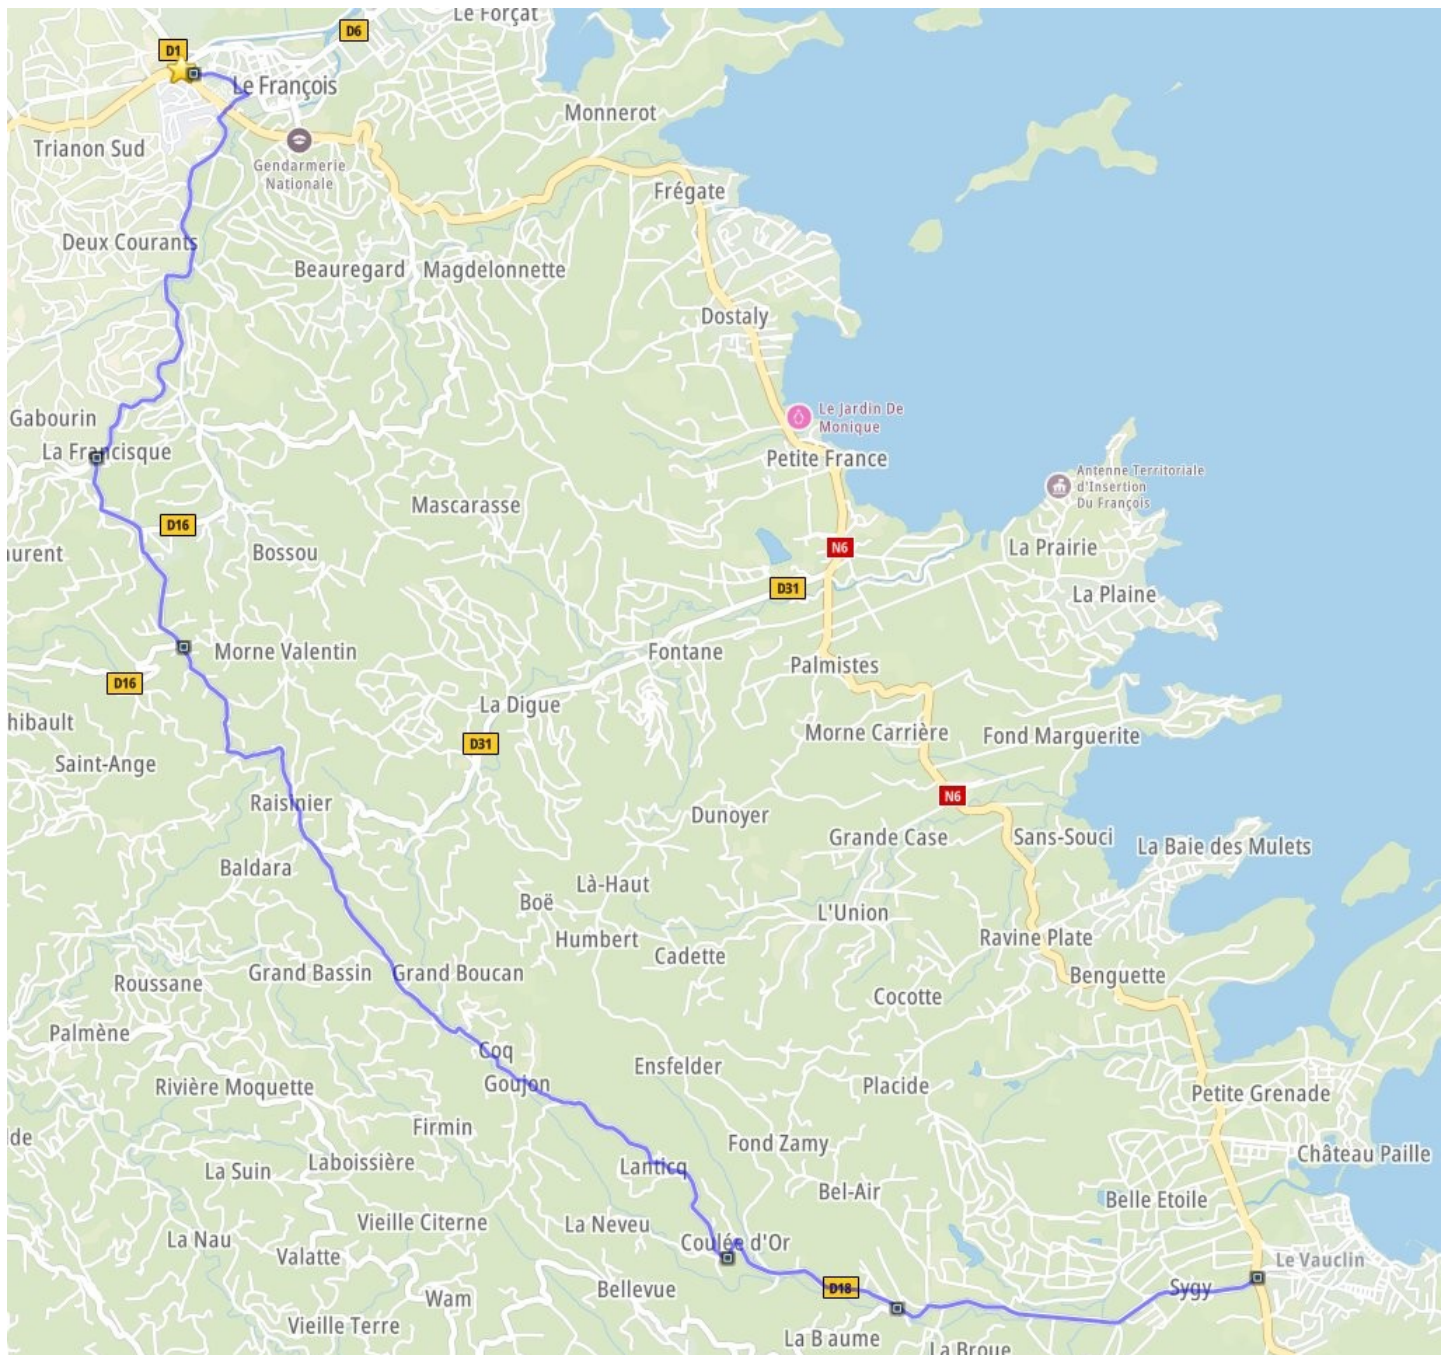 Le Forçat
D6
D1
Le François
Monnerot
Trianon Sud
Gendarmerie
Nationale
Frégate
Deux Courants
Beauregard
Magdelonnette
Dostaly
Le Jardin De
Monique
Gabourin
La Francisque
Petite France
Antenne Territoriale
d'Insertion
Du François
Mascarasse
D16
aurent
Bossou
N6
La Prairie
D31
La Plaine
Morne Valentin
Fontane
Palmistes
D16
La Digue
hibault
Morne Carrière
Fond Marguerite
D31
Saint-Ange
N6
Raisinier
Dunoyer
Grande Case
Sans-Souci
La Baie des Mulets
Baldara
Là-Haut
Boë
L'Union
Humbert
Ravine Plate
Cadette
Grand Bassin
Grand Boucan
Benguette
Roussane
Cocotte
Palmène
Coq
Ensfelder
Goujon
Placide
Rivière Moquette
Petite Grenade
Firmin
de
Fond Zamy
Château Paille
Laboissière
La Suin
Lanticq
Bel-Air
Belle Etoile
Vieille Citerne
La Neveu
La Nau
Coulée d'Or
Valatte
Le Vauclin
D18
Sygy
Bellevue
Wam
Vieille Terre
La Baume
La Broue